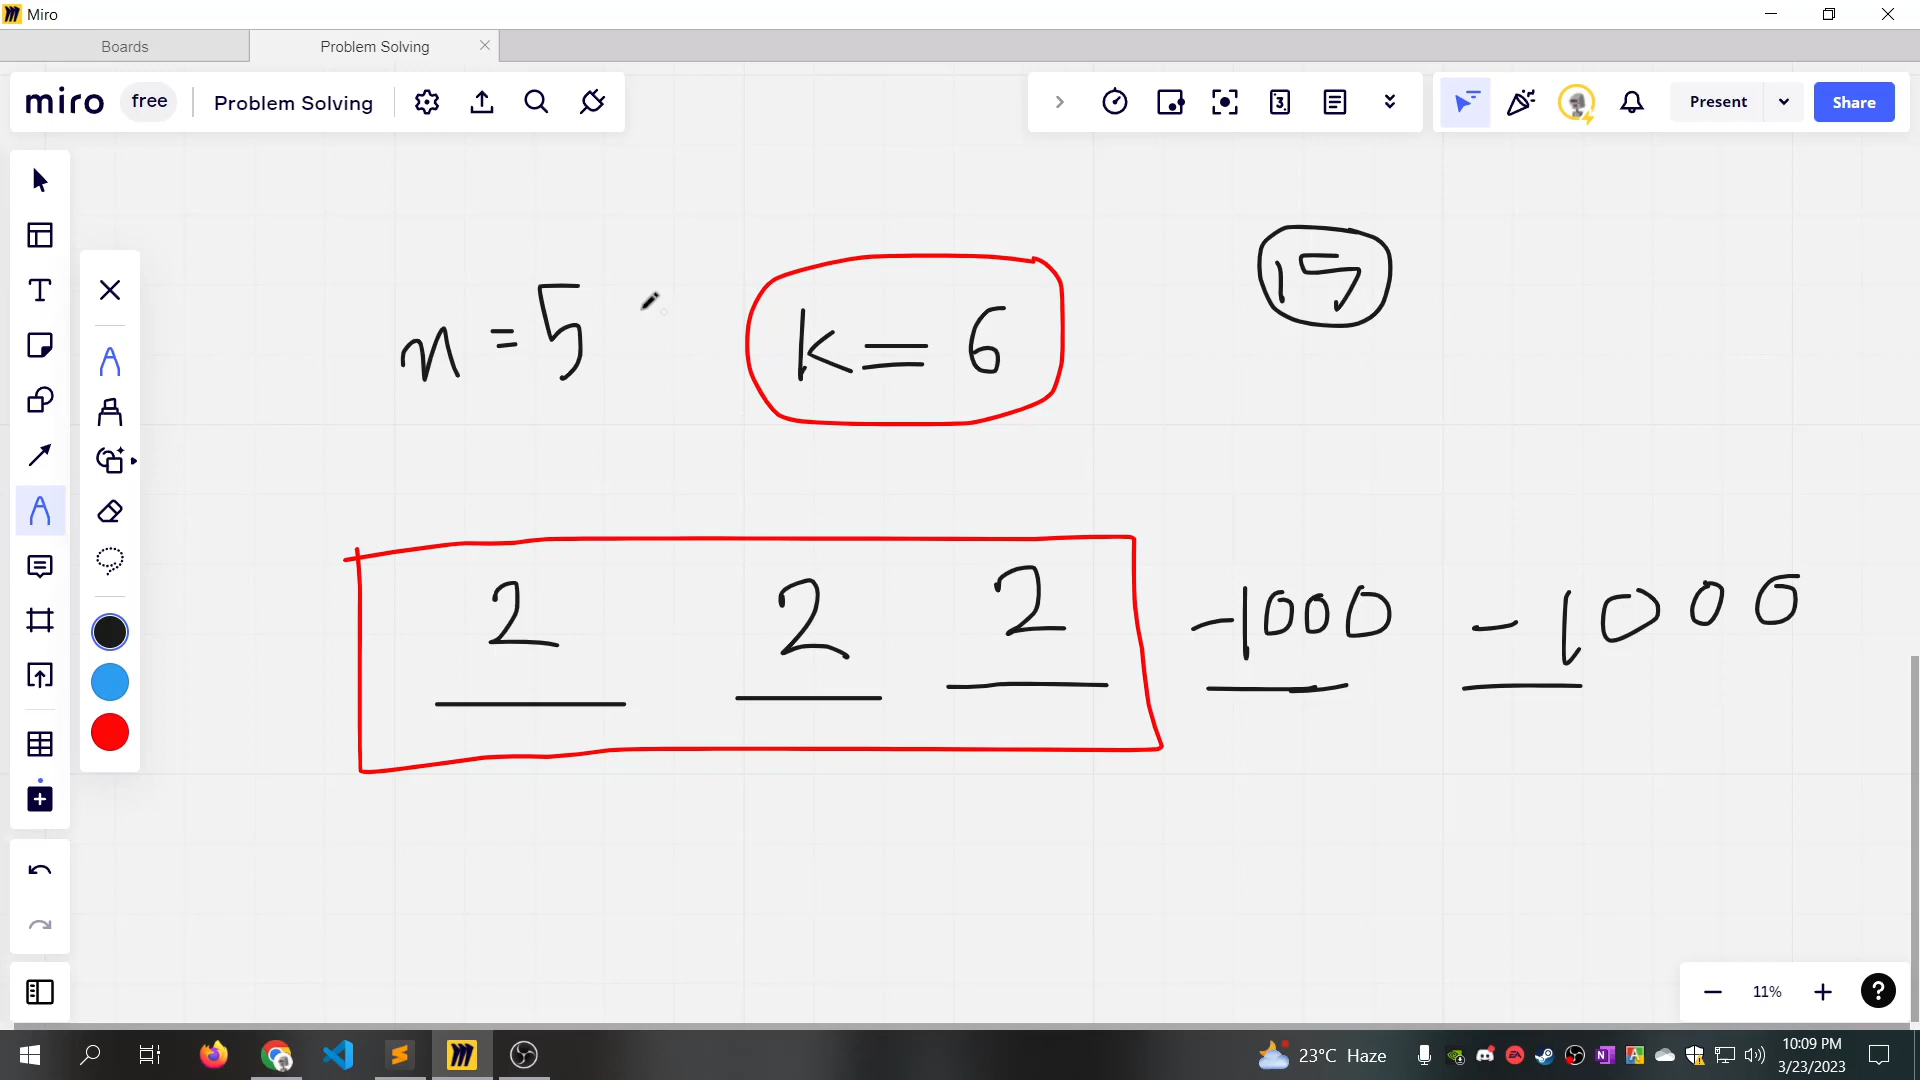 Miro
Boards
Problem Solving
miro
free
Problem Solving
Present
Share
n = 5
k = 6
15
2 2 2 -1000 -1000
11%
23°C Haze
10:09 PM
3/23/2023